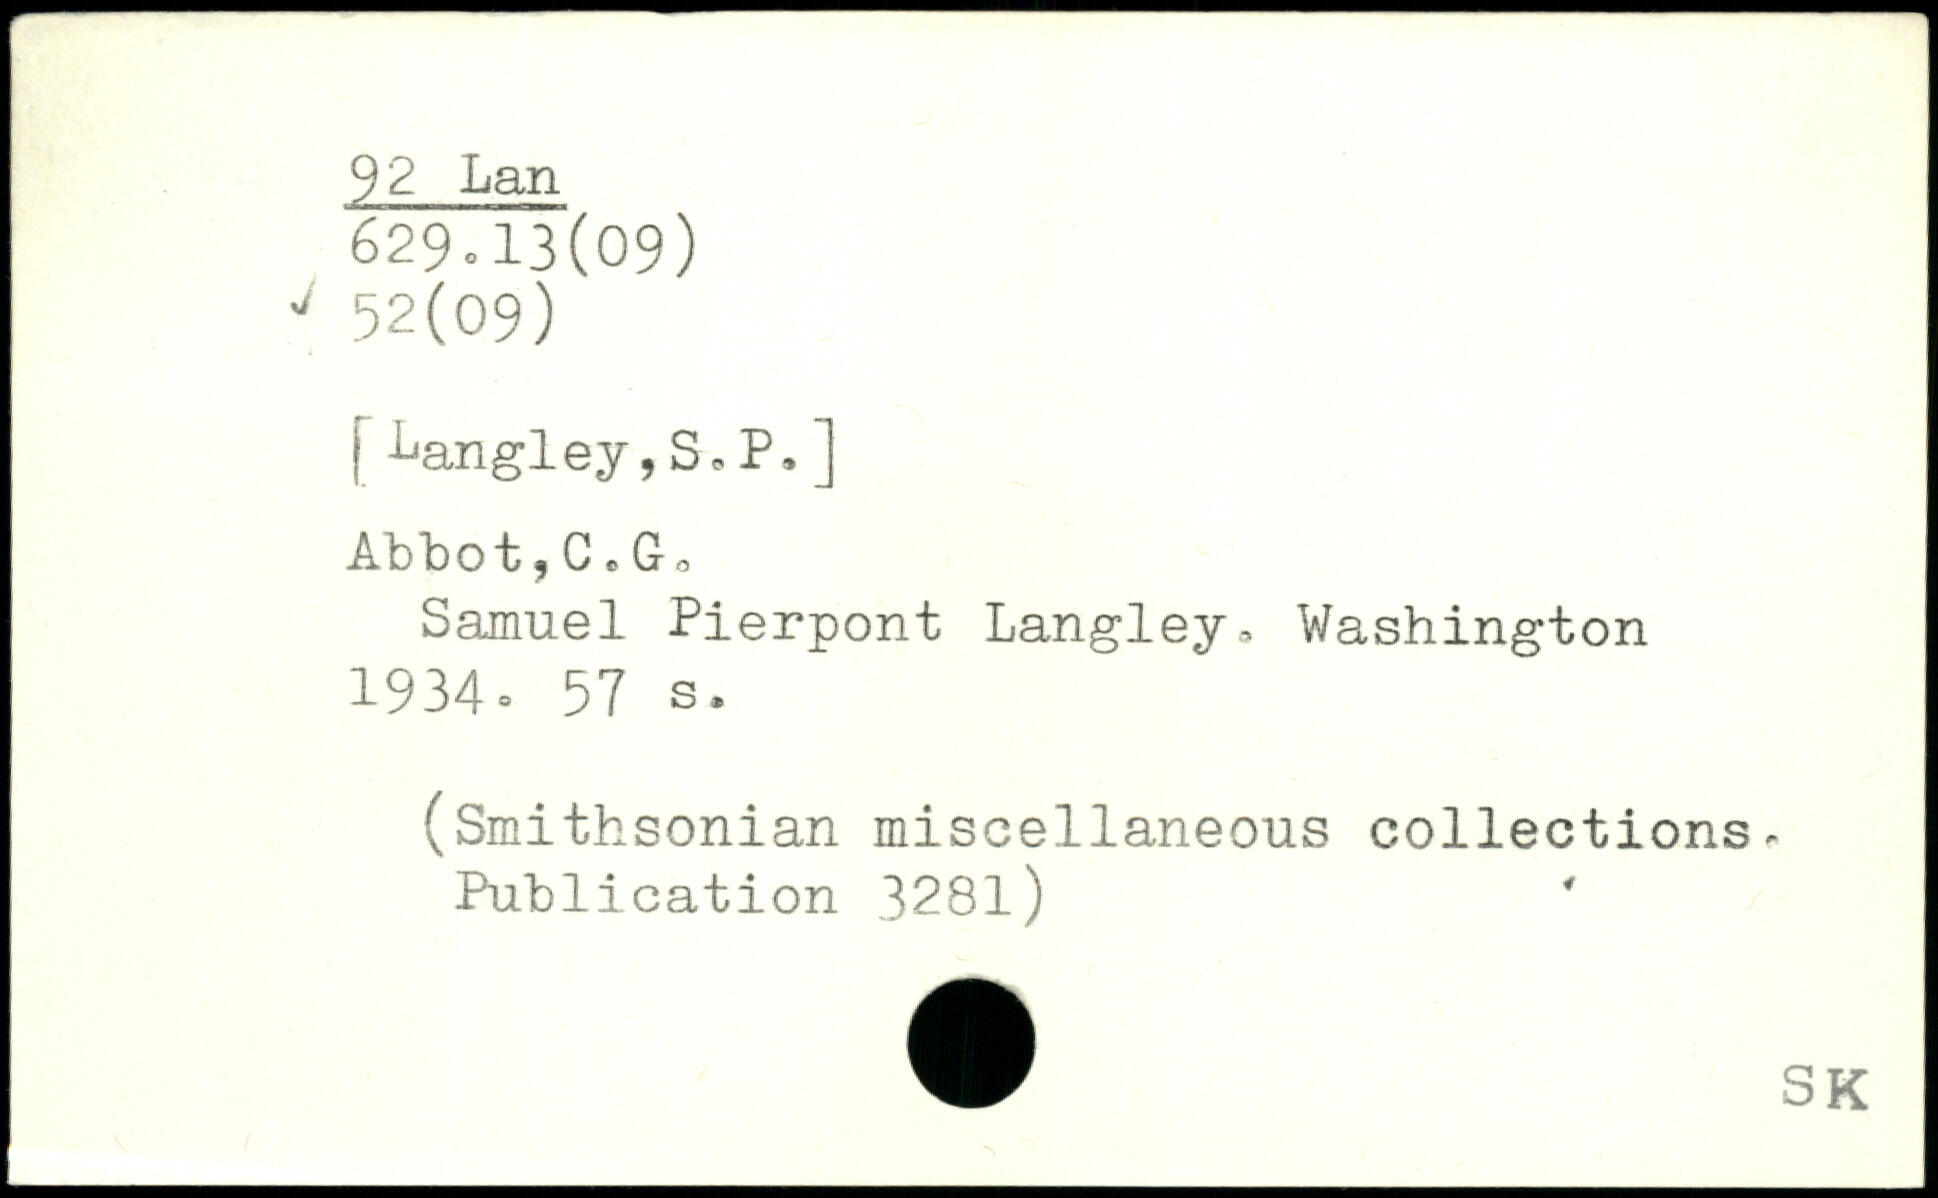 92 Lan
629.13(09)
✓ 52(09)
[Langley,S.P.]
Abbot,C.G.
Samuel Pierpont Langley. Washington
1934. 57 s.
(Smithsonian miscellaneous collections.
Publication 3281)
SK